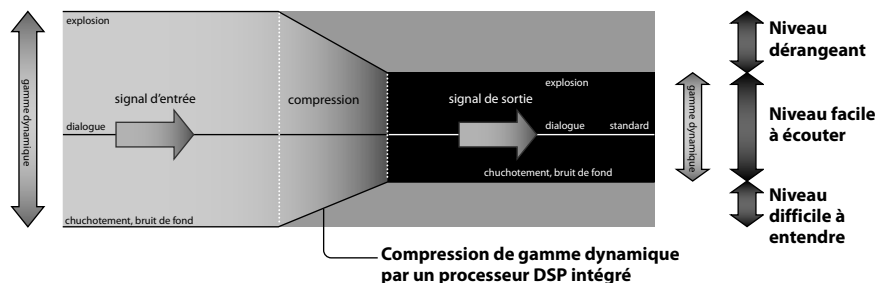 explosion
gamme dynamique
signal d'entrée
compression
dialogue
chuchotement, bruit de fond
explosion
signal de sortie
dialogue
standard
chuchotement, bruit de fond
gamme dynamique
Niveau
dérangeant
Niveau facile
à écouter
Niveau
difficile à
entendre
Compression de gamme dynamique
par un processeur DSP intégré